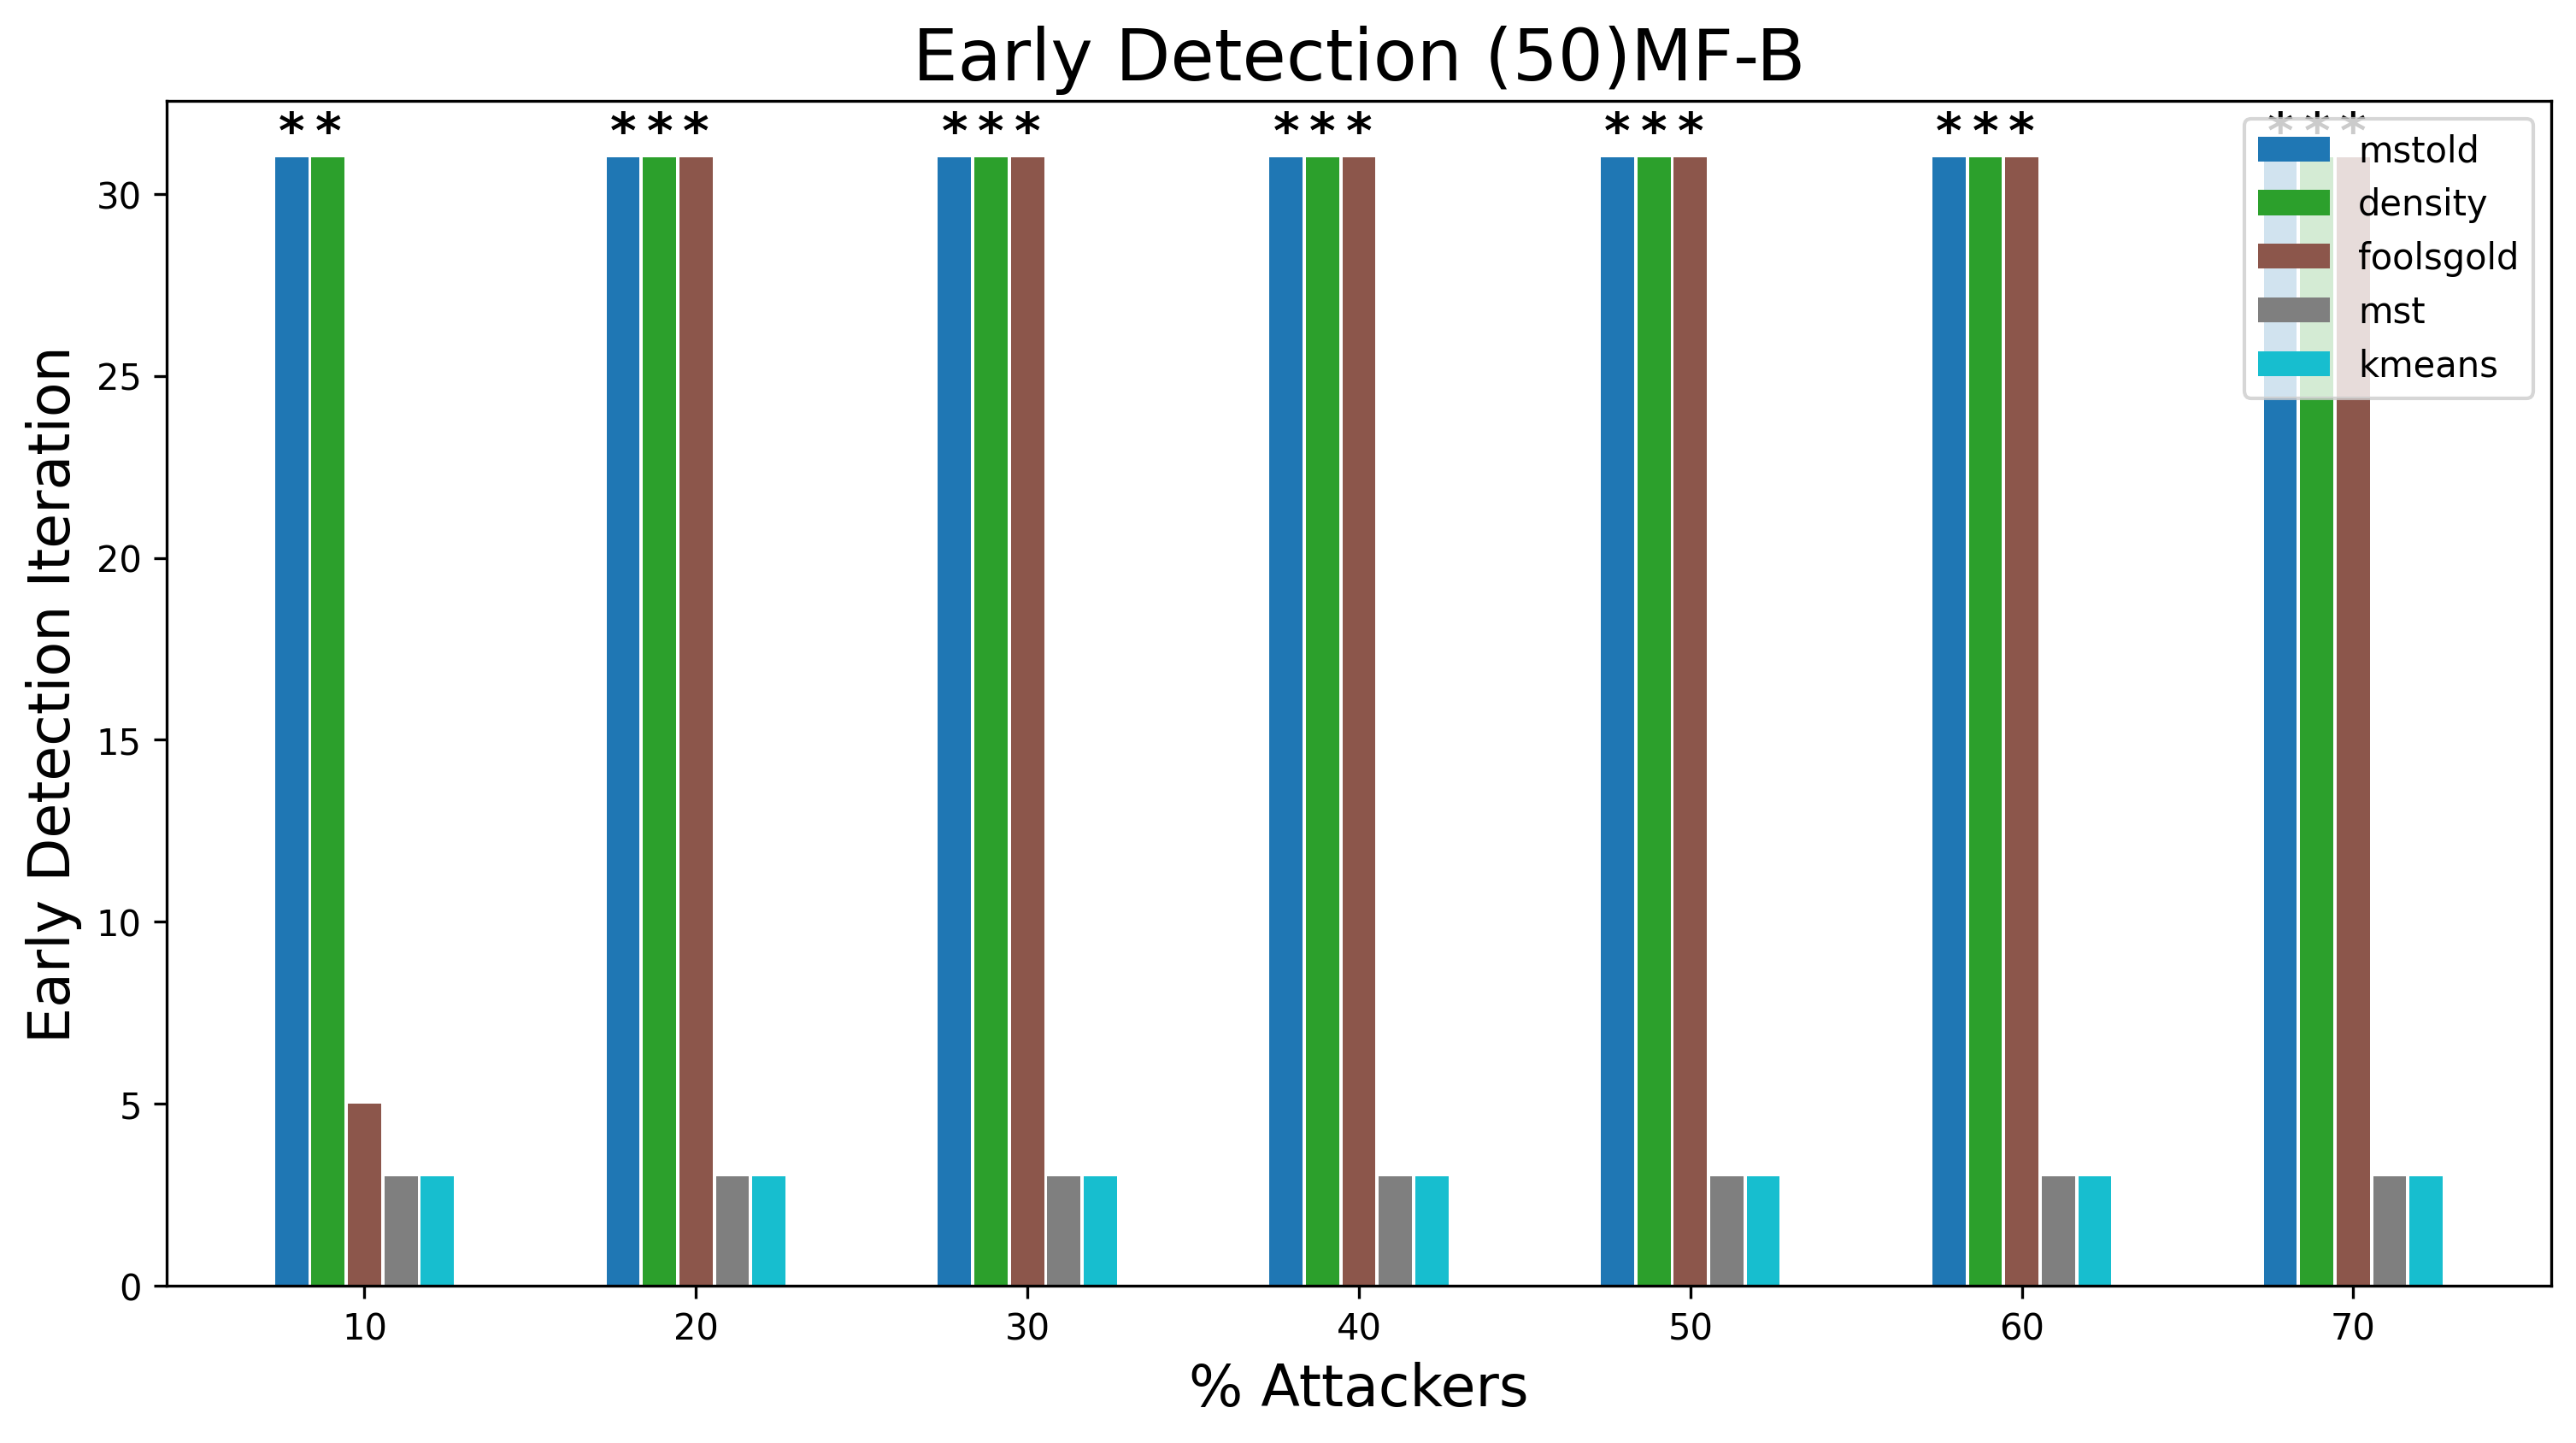 Early Detection (50)MF-B
* * * * * * * * * * * * * * * * * * * *
mstold
density
foolsgold
mst
kmeans
Early Detection Iteration
30
25
20
15
10
5
0
10 20 30 40 50 60 70
% Attackers